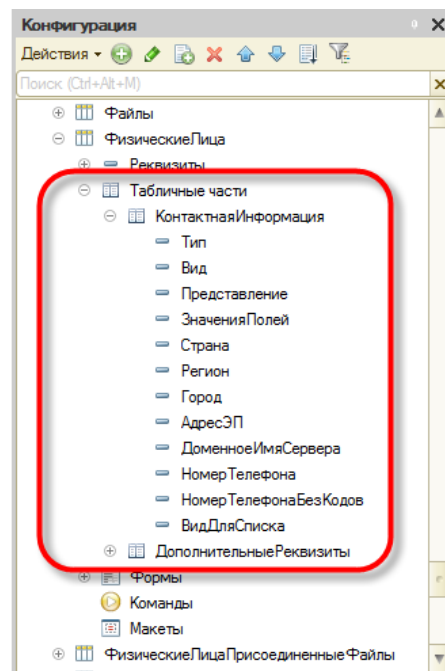 Конфигурация
Действия
Поиск (Ctrl+Alt+M)
Файлы
ФизическиеЛица
Реквизиты
Табличные части
КонтактнаяИнформация
Тип
Вид
Представление
ЗначенияПолей
Страна
Регион
Город
АдресЭП
ДоменноеИмяСервера
НомерТелефона
НомерТелефонаБезКодов
ВидДляСписка
ДополнительныеРеквизиты
Формы
Команды
Макеты
ФизическиеЛицаПрисоединенныеФайлы